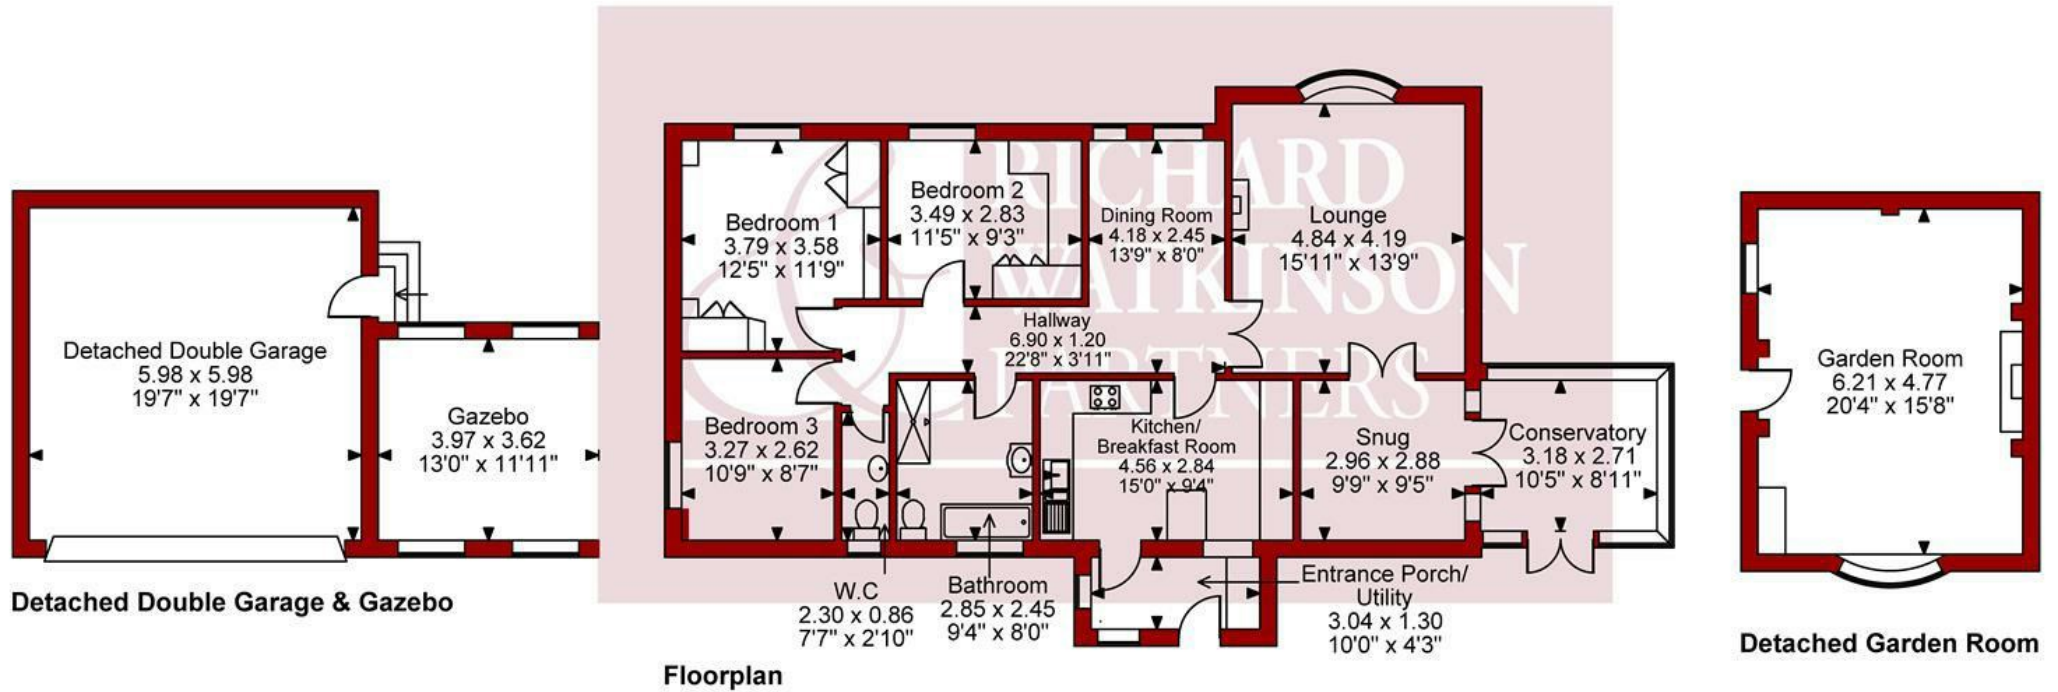 Detached Double Garage
5.98 x 5.98
19'7" x 19'7"
Gazebo
3.97 x 3.62
13'0" x 11'11"
Detached Double Garage & Gazebo
RICHARD
WATKINSON
PARTNERS
Bedroom 1
3.79 x 3.58
12'5" x 11'9"
Bedroom 2
3.49 x 2.83
11'5" x 9'3"
Dining Room
4.18 x 2.45
13'9" x 8'0"
Lounge
4.84 x 4.19
15'11" x 13'9"
Hallway
6.90 x 1.20
22'8" x 3'11"
Bedroom 3
3.27 x 2.62
10'9" x 8'7"
Kitchen/
Breakfast Room
4.56 x 2.84
15'0" x 9'4"
Snug
2.96 x 2.88
9'9" x 9'5"
Conservatory
3.18 x 2.71
10'5" x 8'11"
W.C
2.30 x 0.86
7'7" x 2'10"
Bathroom
2.85 x 2.45
9'4" x 8'0"
Entrance Porch/
Utility
3.04 x 1.30
10'0" x 4'3"
Floorplan
Garden Room
6.21 x 4.77
20'4" x 15'8"
Detached Garden Room